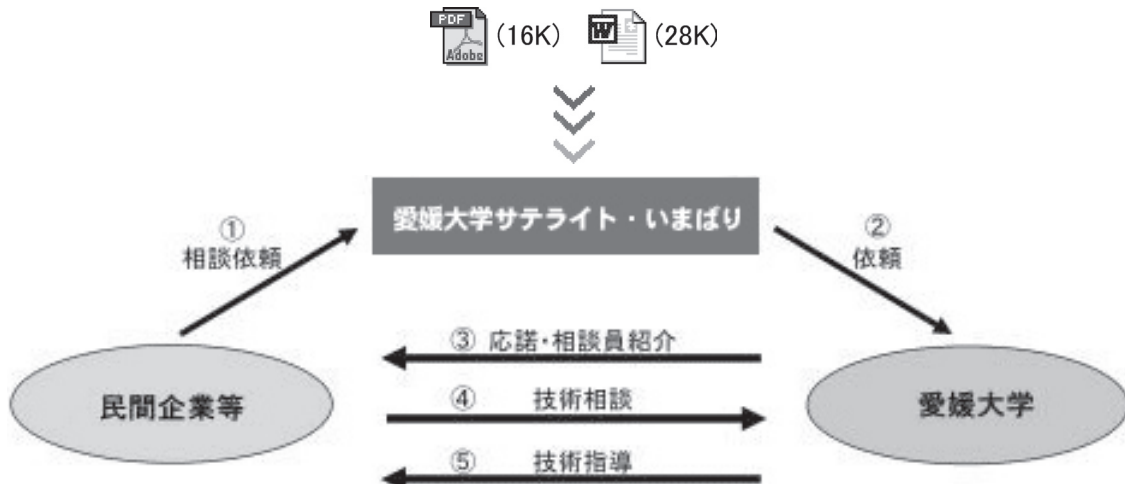 PDF
Adobe
(16K)
W
(28K)
愛媛大学サテライト・いまばり
①
相談依頼
②
依頼
③ 応諾・相談員紹介
民間企業等
④ 技術相談
愛媛大学
⑤ 技術指導